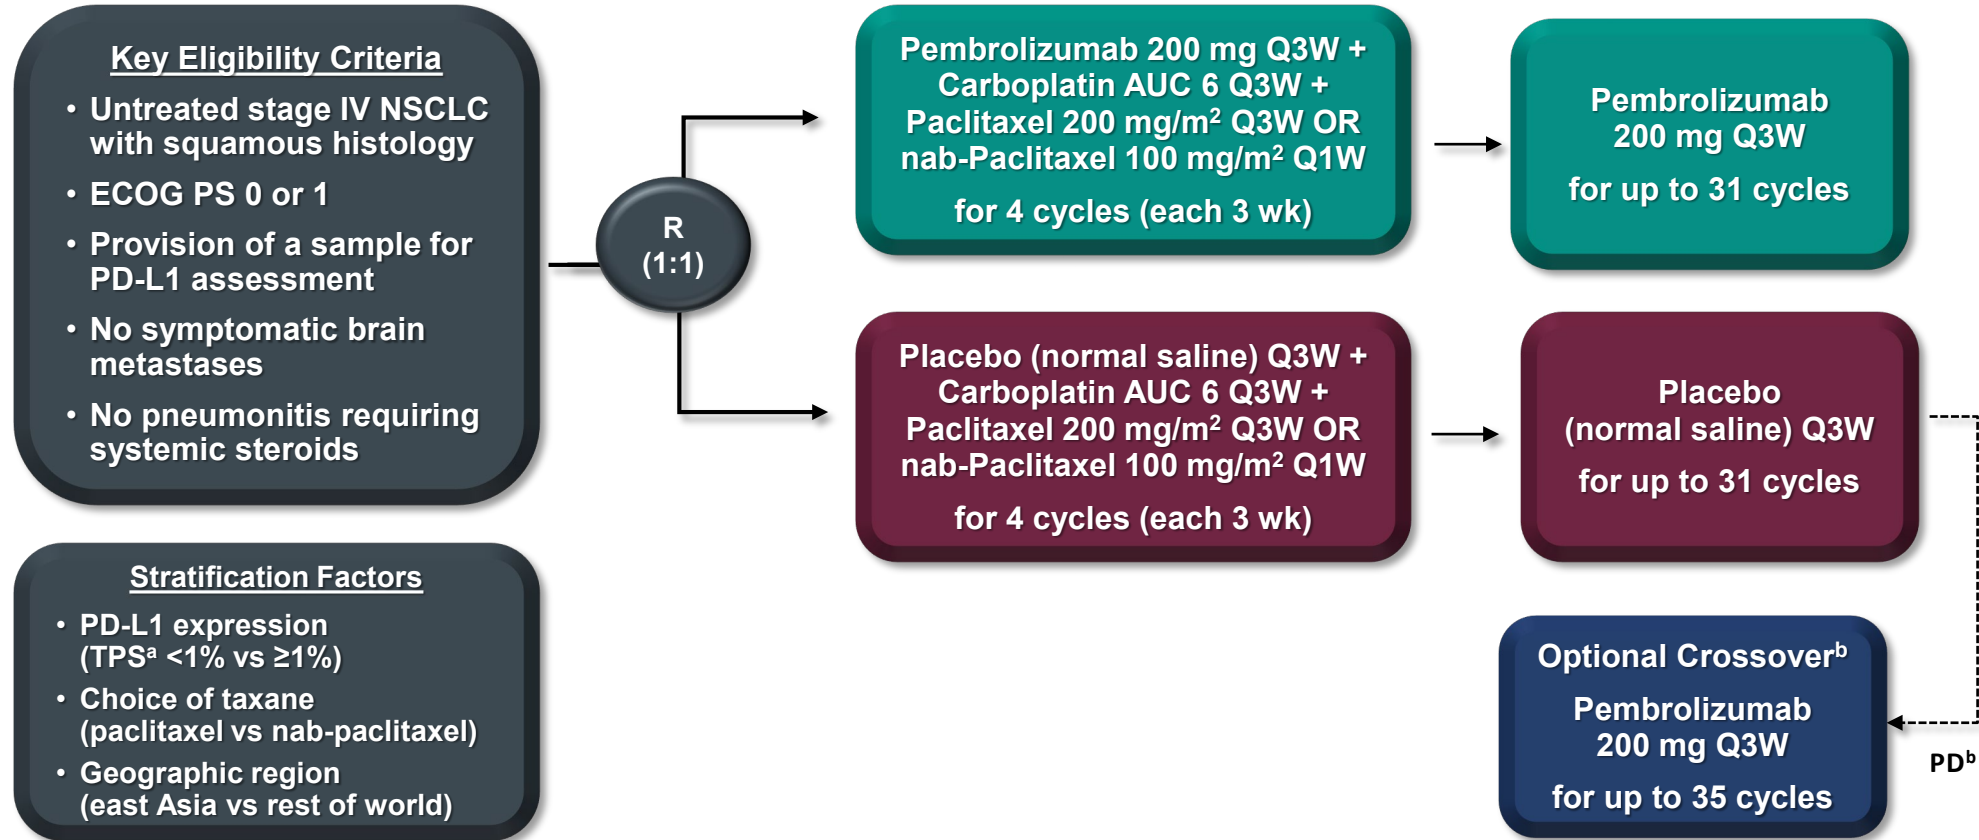 Key Eligibility Criteria
• Untreated stage IV NSCLC
with squamous histology
• ECOG PS 0 or 1
• Provision of a sample for
PD-L1 assessment
• No symptomatic brain
metastases
• No pneumonitis requiring
systemic steroids
Stratification Factors
• PD-L1 expression
(TPSᵃ <1% vs ≥1%)
• Choice of taxane
(paclitaxel vs nab-paclitaxel)
• Geographic region
(east Asia vs rest of world)
R
(1:1)
Pembrolizumab 200 mg Q3W +
Carboplatin AUC 6 Q3W +
Paclitaxel 200 mg/m² Q3W OR
nab-Paclitaxel 100 mg/m² Q1W
for 4 cycles (each 3 wk)
Pembrolizumab
200 mg Q3W
for up to 31 cycles
Placebo (normal saline) Q3W +
Carboplatin AUC 6 Q3W +
Paclitaxel 200 mg/m² Q3W OR
nab-Paclitaxel 100 mg/m² Q1W
for 4 cycles (each 3 wk)
Placebo
(normal saline) Q3W
for up to 31 cycles
Optional Crossoverᵇ
Pembrolizumab
200 mg Q3W
for up to 35 cycles
PDᵇ